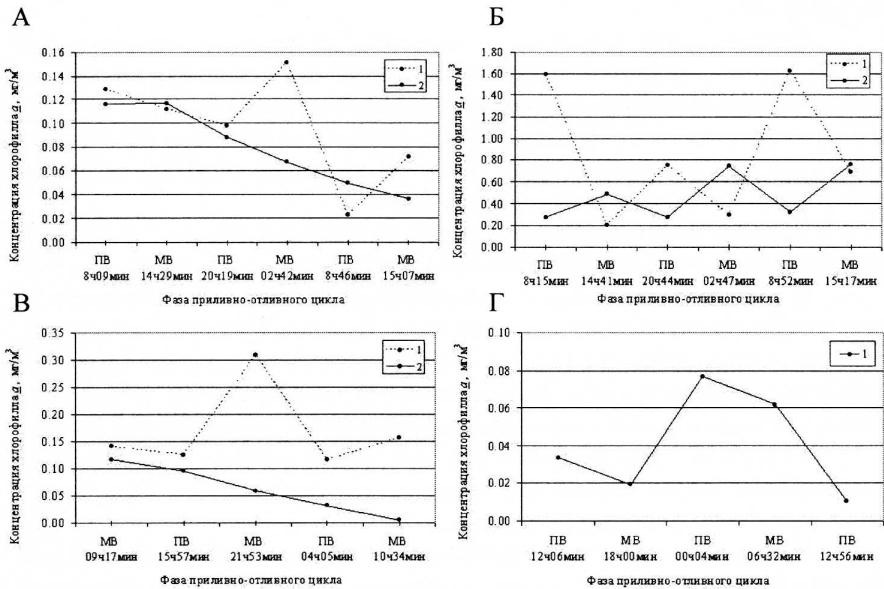 А
Концентрация хлорофилла a, мг/м³
0.16
0.14
0.12
0.10
0.08
0.06
0.04
0.02
0.00
1
2
ПВ МВ ПВ МВ ПВ МВ
8ч09мин 14ч29мин 20ч19мин 02ч42мин 8ч46мин 15ч07мин
Фаза приливно-отливного цикла
Б
Концентрация хлорофилла a, мг/м³
1.80
1.60
1.40
1.20
1.00
0.80
0.60
0.40
0.20
0.00
1
2
ПВ МВ ПВ МВ ПВ МВ
8ч15мин 14ч41мин 20ч44мин 02ч47мин 8ч52мин 15ч17мин
Фаза приливно-отливного цикла
В
Концентрация хлорофилла a, мг/м³
0.35
0.30
0.25
0.20
0.15
0.10
0.05
0.00
1
2
МВ ПВ МВ ПВ МВ
09ч17мин 15ч57мин 21ч53мин 04ч05мин 10ч34мин
Фаза приливно-отливного цикла
Г
Концентрация хлорофилла a, мг/м³
0.10
0.08
0.06
0.04
0.02
0.00
1
ПВ МВ ПВ МВ ПВ
12ч06мин 18ч00мин 00ч04мин 06ч32мин 12ч56мин
Фаза приливно-отливного цикла